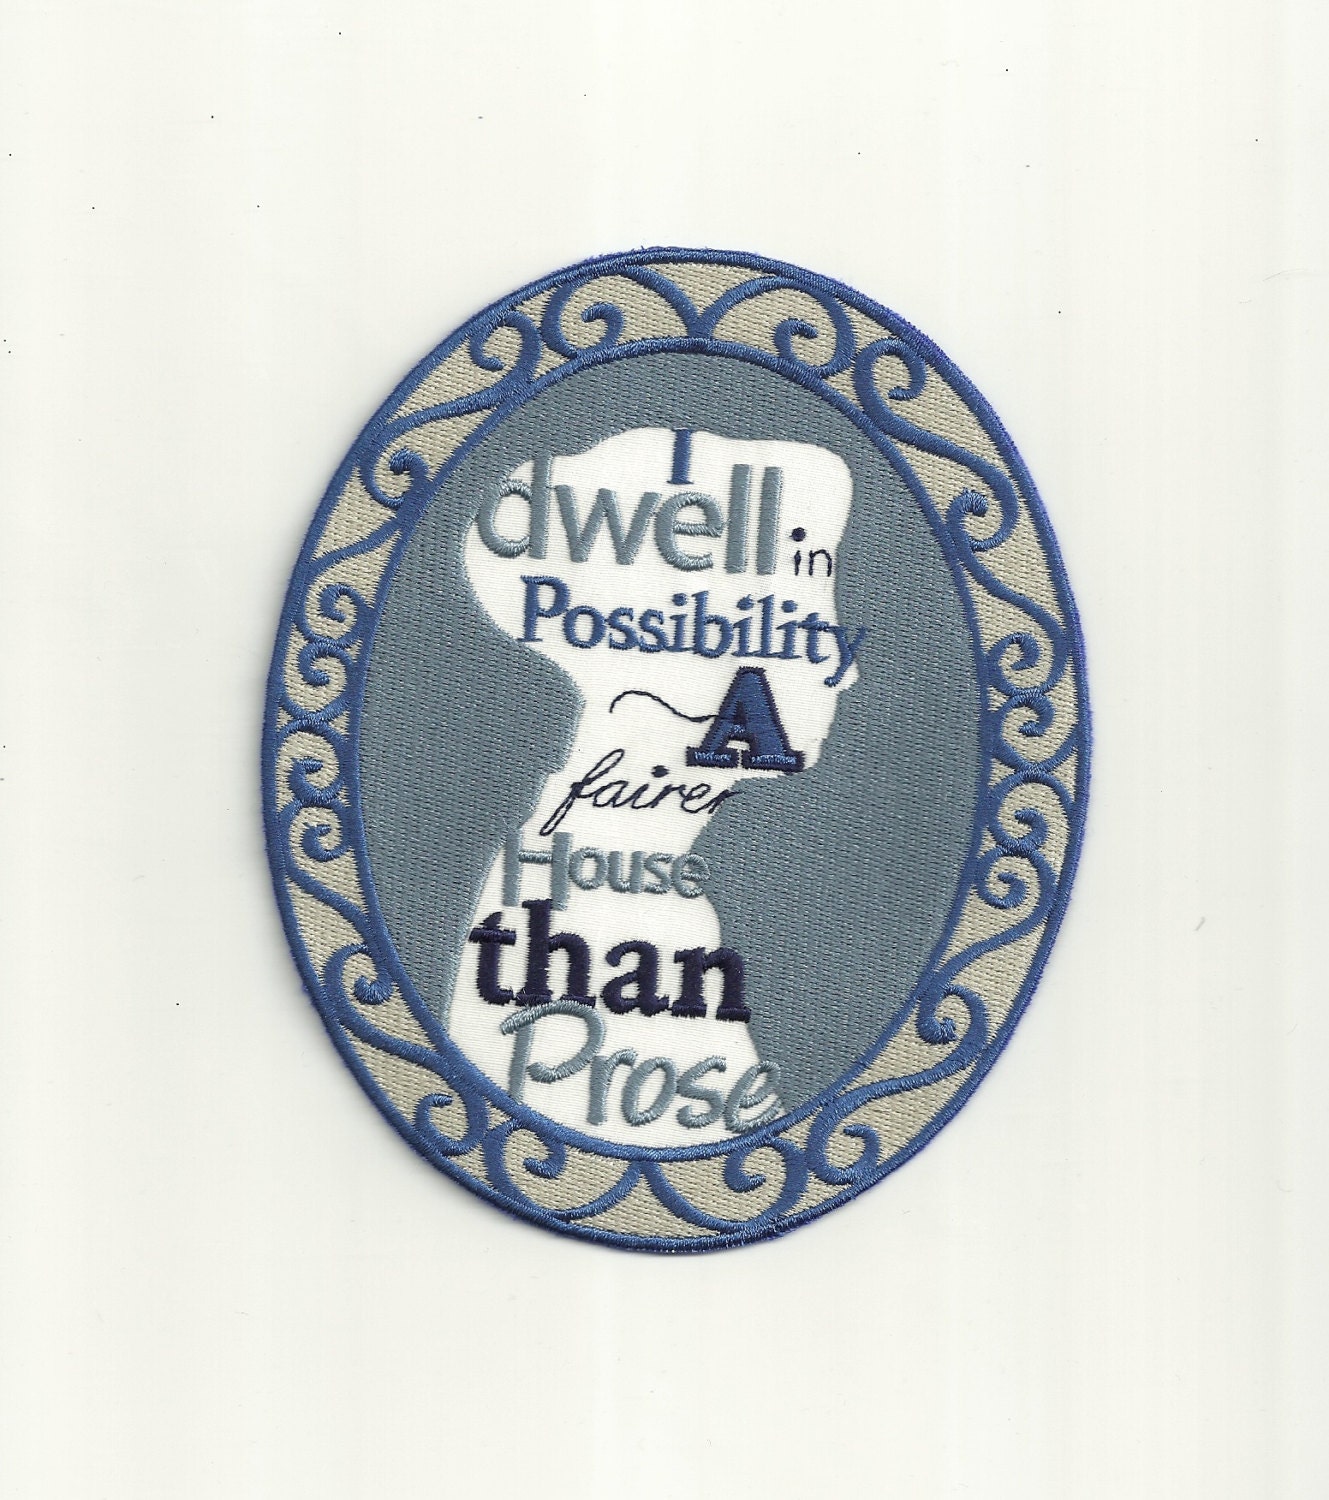 I
dwell in
Possibility
~A
fairer
House
than
Prose